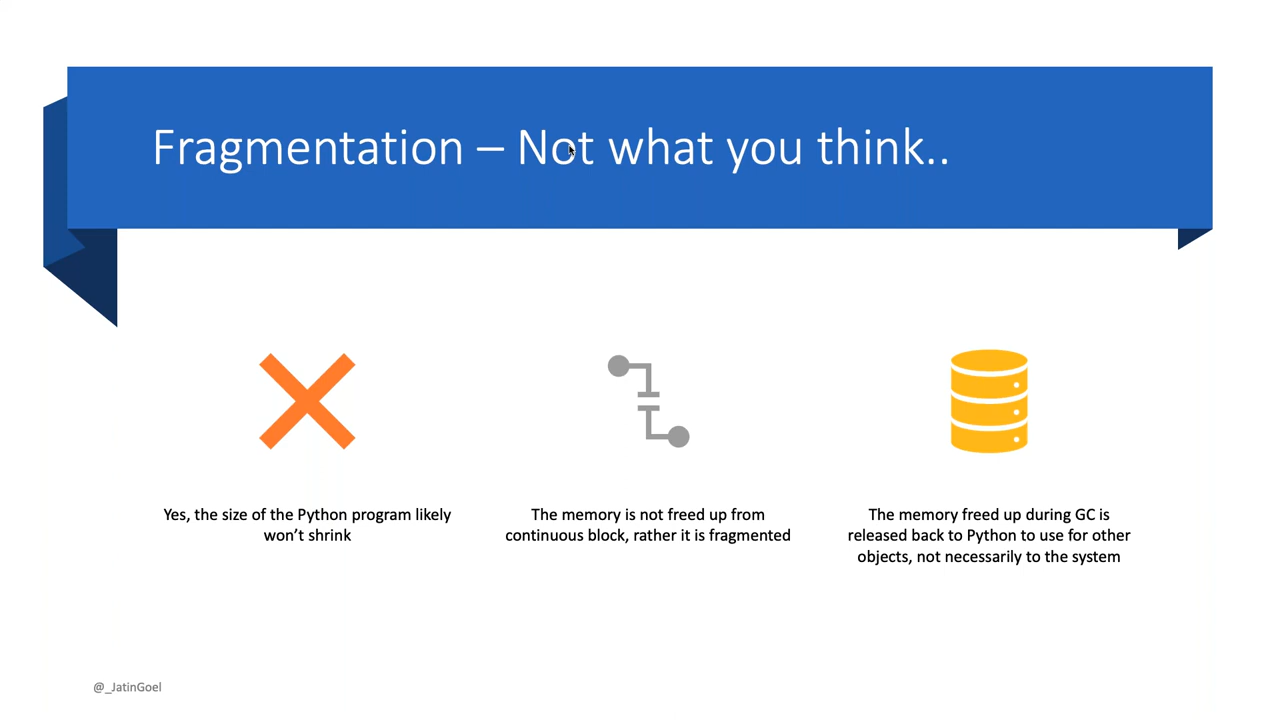 Fragmentation – Not what you think..
Yes, the size of the Python program likely
won’t shrink
The memory is not freed up from
continuous block, rather it is fragmented
The memory freed up during GC is
released back to Python to use for other
objects, not necessarily to the system
@_JatinGoel